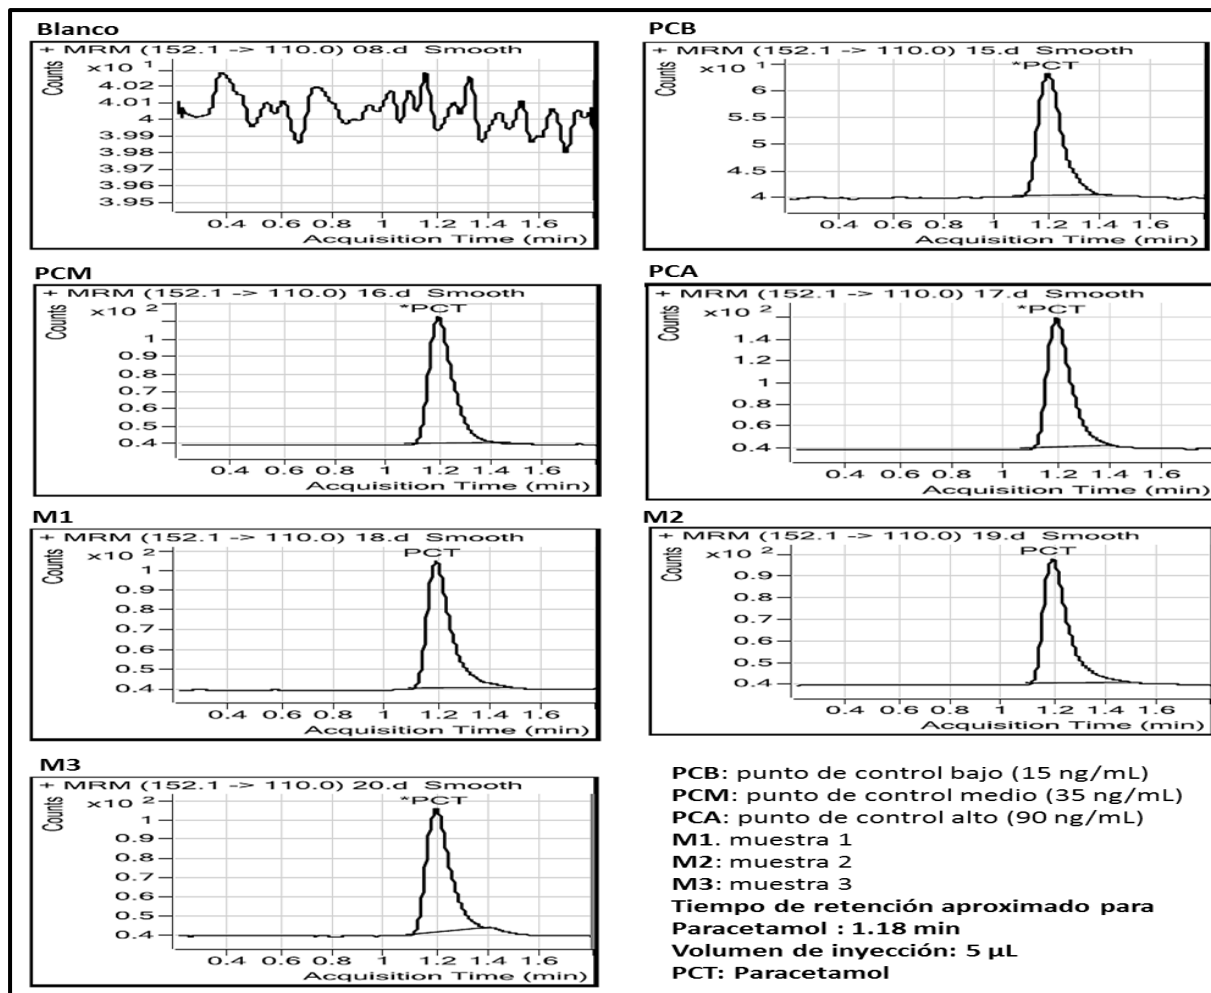 Blanco
+ MRM (152.1 -> 110.0) 08.d Smooth
Counts
x10 1
4.02
4.01
4
3.99
3.98
3.97
3.96
3.95
0.4 0.6 0.8 1 1.2 1.4 1.6
Acquisition Time (min)
PCB
+ MRM (152.1 -> 110.0) 15.d Smooth
Counts
x10 1
*PCT
6
5.5
5
4.5
4
0.4 0.6 0.8 1 1.2 1.4 1.6
Acquisition Time (min)
PCM
+ MRM (152.1 -> 110.0) 16.d Smooth
Counts
x10 2
*PCT
1
0.9
0.8
0.7
0.6
0.5
0.4
0.4 0.6 0.8 1 1.2 1.4 1.6
Acquisition Time (min)
PCA
+ MRM (152.1 -> 110.0) 17.d Smooth
Counts
x10 2
*PCT
1.4
1.2
1
0.8
0.6
0.4
0.4 0.6 0.8 1 1.2 1.4 1.6
Acquisition Time (min)
M1
+ MRM (152.1 -> 110.0) 18.d Smooth
Counts
x10 2
PCT
1
0.9
0.8
0.7
0.6
0.5
0.4
0.4 0.6 0.8 1 1.2 1.4 1.6
Acquisition Time (min)
M2
+ MRM (152.1 -> 110.0) 19.d Smooth
Counts
x10 2
PCT
0.9
0.8
0.7
0.6
0.5
0.4
0.4 0.6 0.8 1 1.2 1.4 1.6
Acquisition Time (min)
M3
+ MRM (152.1 -> 110.0) 20.d Smooth
Counts
x10 2
*PCT
1
0.9
0.8
0.7
0.6
0.5
0.4
0.4 0.6 0.8 1 1.2 1.4 1.6
Acquisition Time (min)
PCB: punto de control bajo (15 ng/mL)
PCM: punto de control medio (35 ng/mL)
PCA: punto de control alto (90 ng/mL)
M1. muestra 1
M2: muestra 2
M3: muestra 3
Tiempo de retención aproximado para
Paracetamol : 1.18 min
Volumen de inyección: 5 µL
PCT: Paracetamol